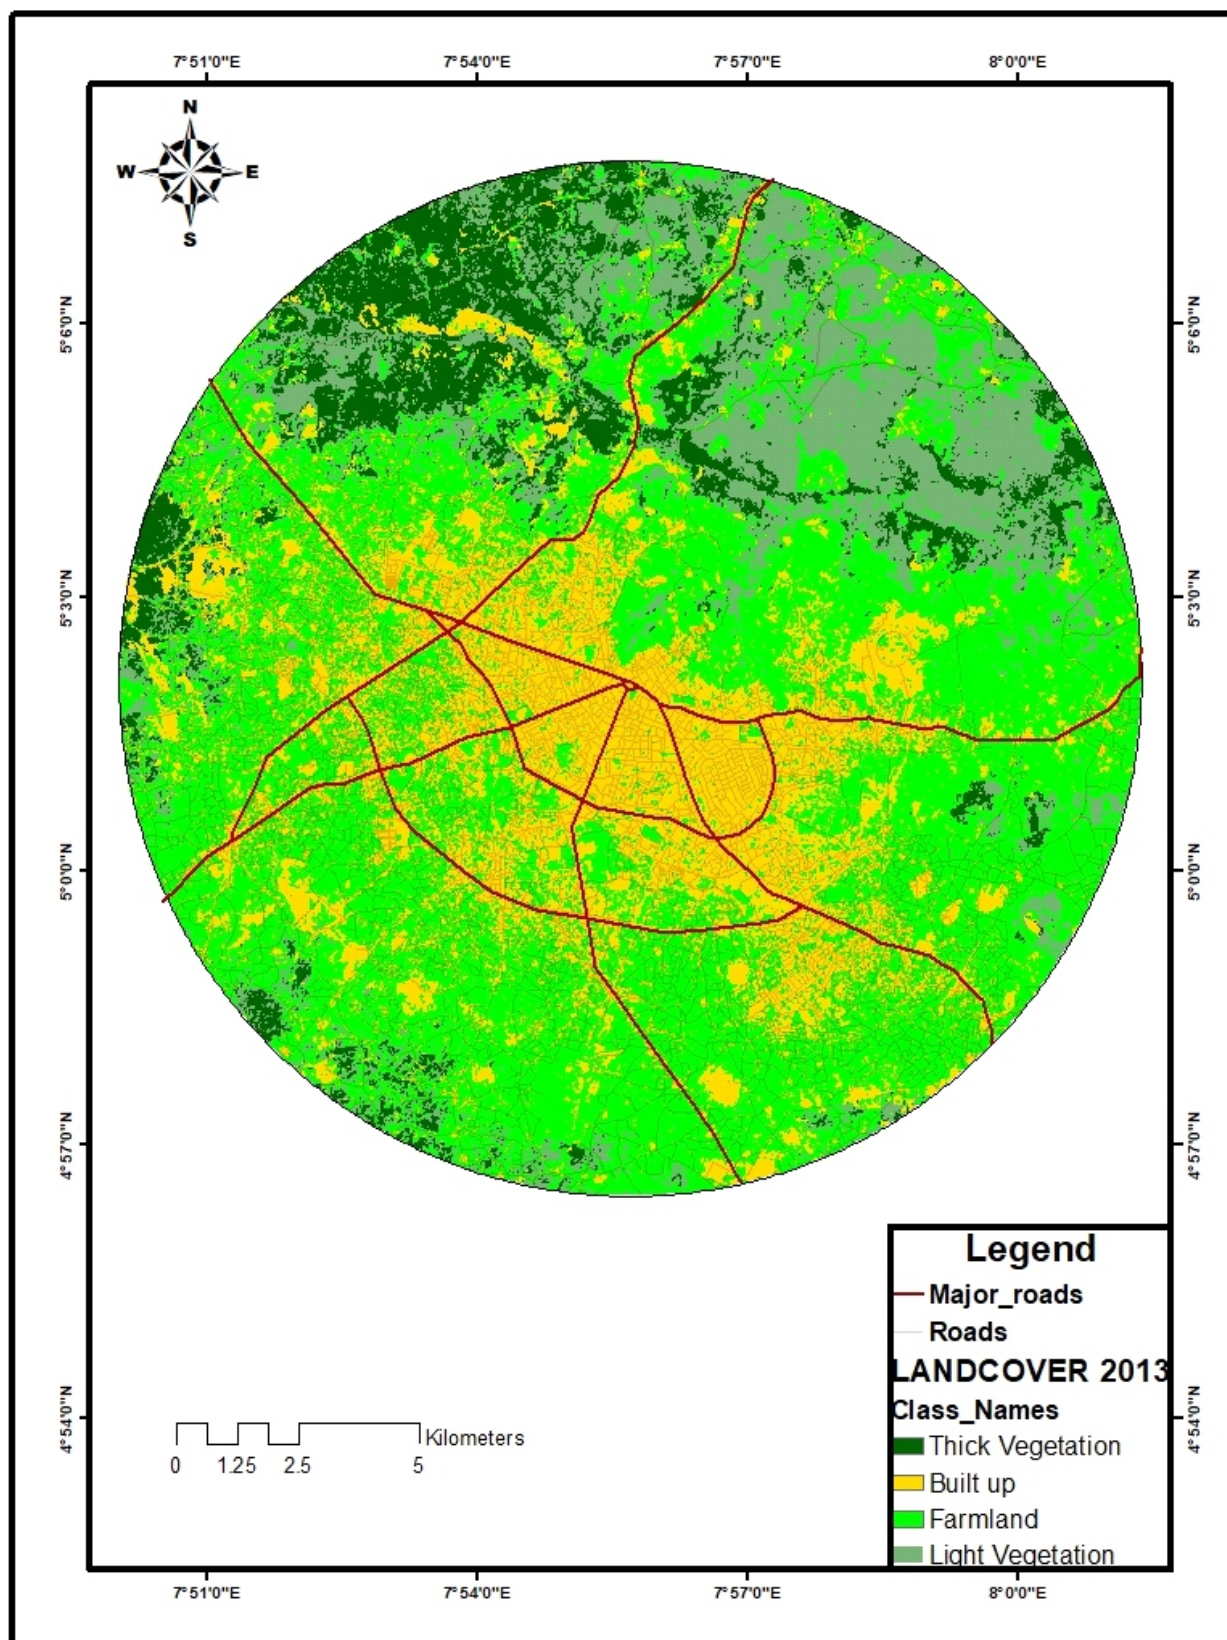 7°51'0"E 7°54'0"E 7°57'0"E 8°0'0"E
N
W E
S
5°6'0"N 5°6'0"N
5°3'0"N 5°3'0"N
5°0'0"N 5°0'0"N
4°57'0"N 4°57'0"N
4°54'0"N 4°54'0"N
Legend
Major_roads
Roads
LANDCOVER 2013
Class_Names
Thick Vegetation
Built up
Farmland
Light Vegetation
Kilometers
0 1.25 2.5 5
7°51'0"E 7°54'0"E 7°57'0"E 8°0'0"E